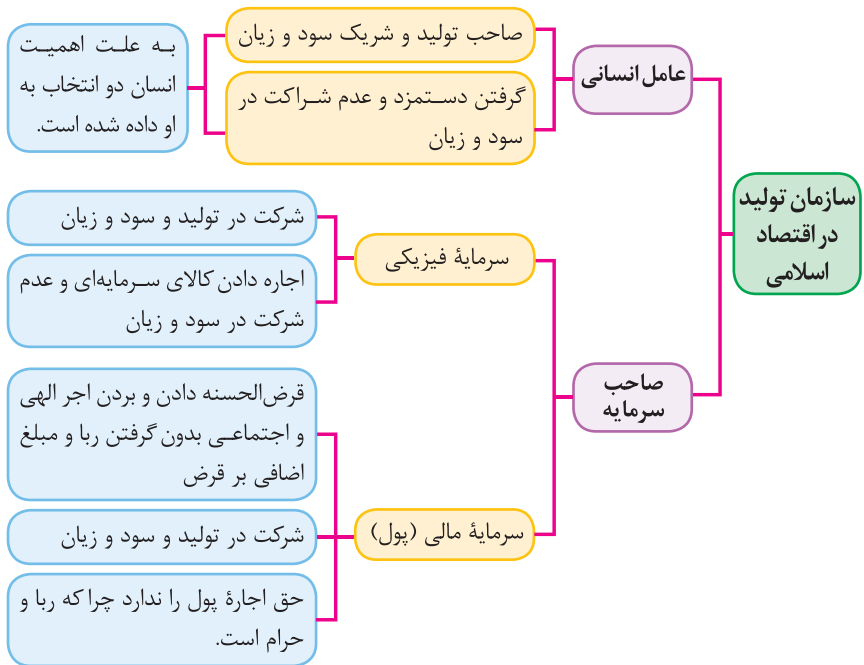 سازمان تولید
در اقتصاد
اسلامی
عامل انسانی
صاحب تولید و شریک سود و زیان
گرفتن دستمزد و عدم شراکت در
سود و زیان
به علت اهمیت
انسان دو انتخاب به
او داده شده است.
صاحب
سرمایه
سرمایهٔ فیزیکی
شرکت در تولید و سود و زیان
اجاره دادن کالای سرمایه‌ای و عدم
شرکت در سود و زیان
سرمایهٔ مالی (پول)
قرض‌الحسنه دادن و بردن اجر الهی
و اجتماعی بدون گرفتن ربا و مبلغ
اضافی بر قرض
شرکت در تولید و سود و زیان
حق اجارهٔ پول را ندارد چرا که ربا و
حرام است.